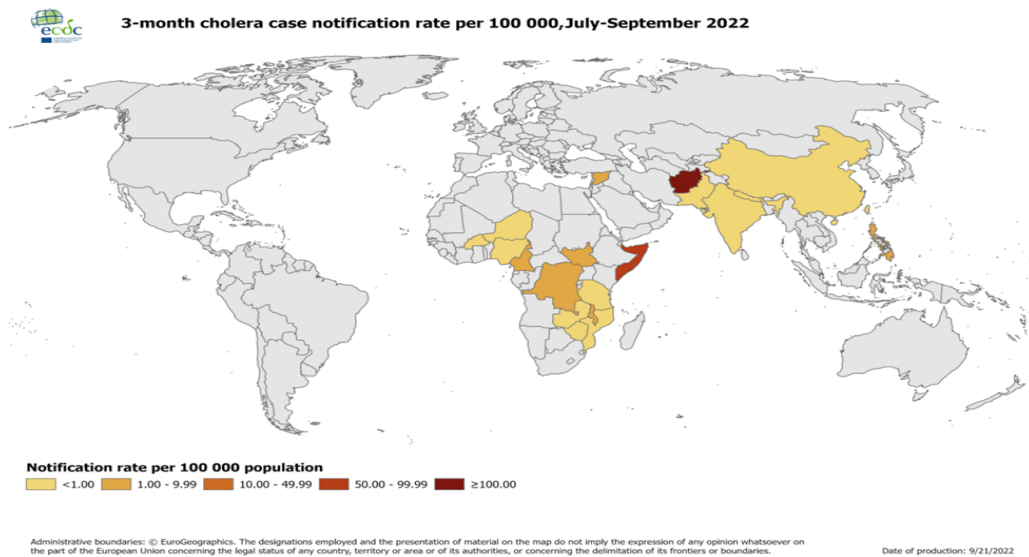 ecdc
3-month cholera case notification rate per 100 000,July-September 2022
Notification rate per 100 000 population
<1.00 1.00 - 9.99 10.00 - 49.99 50.00 - 99.99 ≥100.00
Administrative boundaries: © EuroGeographics. The designations employed and the presentation of material on the map do not imply the expression of any opinion whatsoever on
the part of the European Union concerning the legal status of any country, territory or area or of its authorities, or concerning the delimitation of its frontiers or boundaries.
Date of production: 9/21/2022